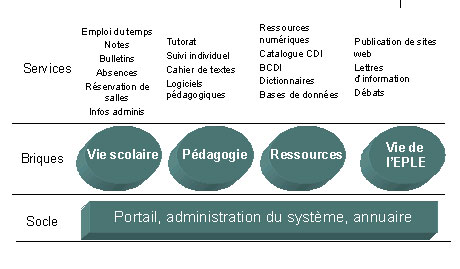 Services
Emploi du temps
Notes
Bulletins
Absences
Réservation de
salles
Infos adminis
Tutorat
Suivi individuel
Cahier de textes
Logiciels
pédagogiques
Ressources
numériques
Catalogue CDI
BCDI
Dictionnaires
Bases de données
Publication de sites
web
Lettres
d'information
Débats
Briques
Vie scolaire
Pédagogie
Ressources
Vie de
l'EPLE
Socle
Portail, administration du système, annuaire